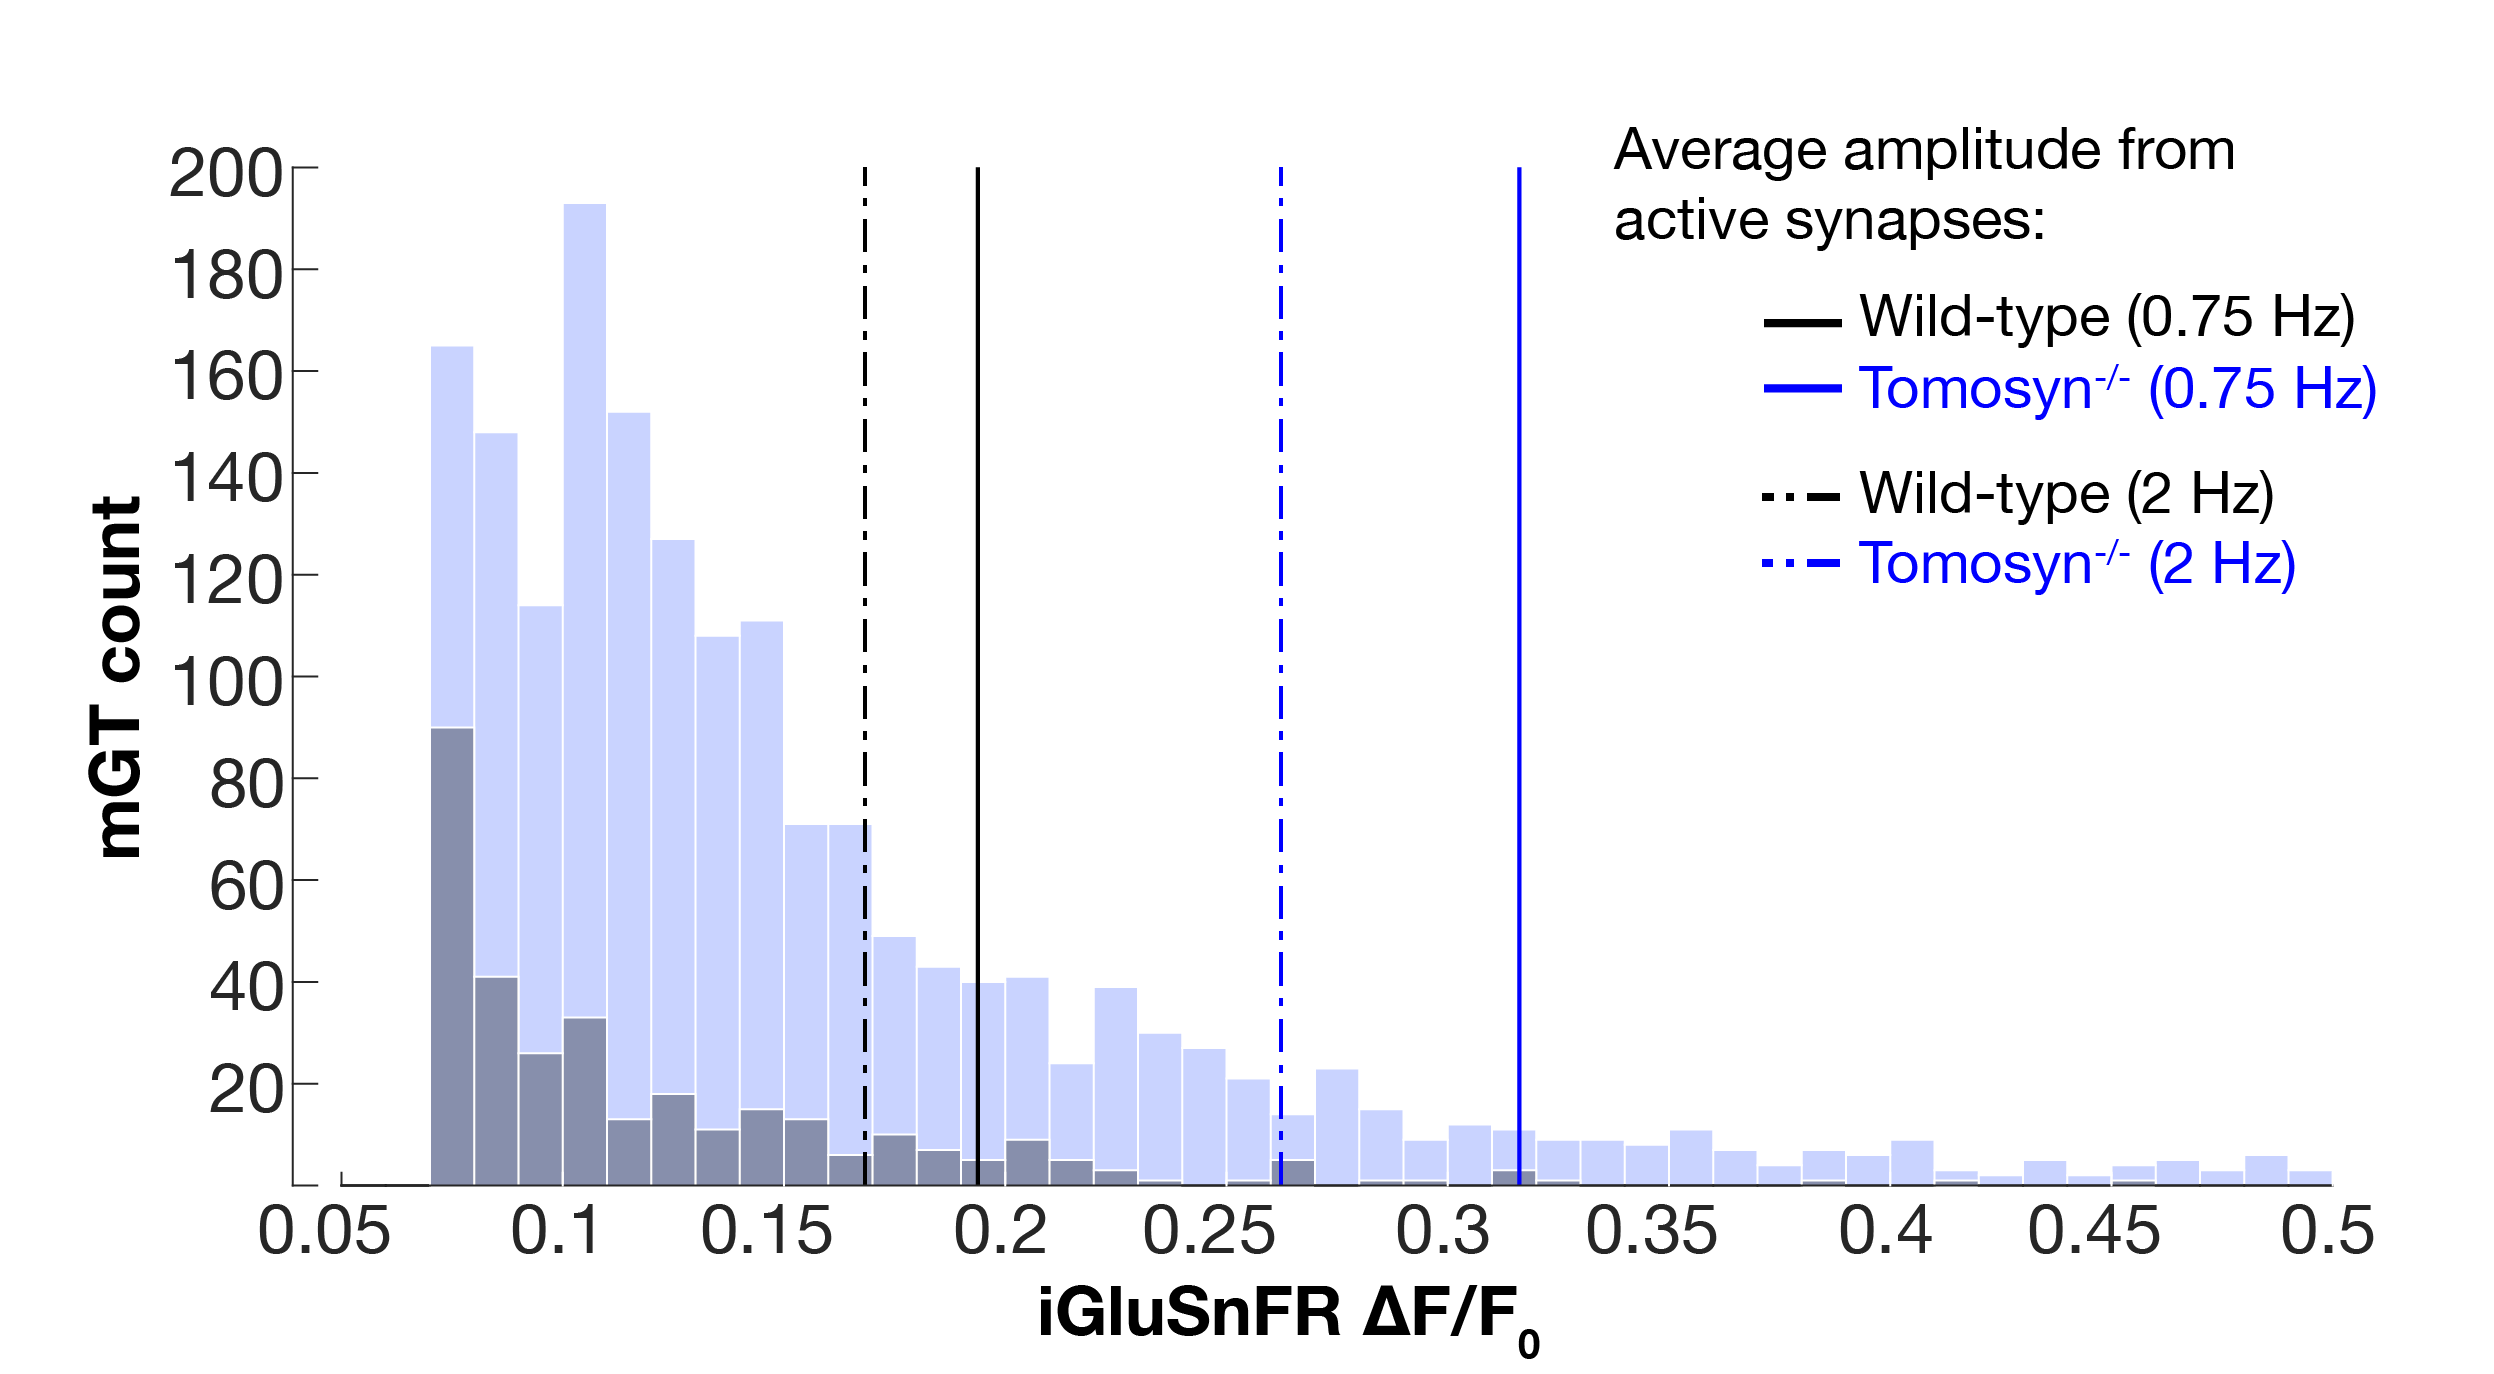 Average amplitude from
active synapses:
Wild-type (0.75 Hz)
Tomosyn-/- (0.75 Hz)
Wild-type (2 Hz)
Tomosyn-/- (2 Hz)
mGT count
200
180
160
140
120
100
80
60
40
20
0.05 0.1 0.15 0.2 0.25 0.3 0.35 0.4 0.45 0.5
iGluSnFR ΔF/F0